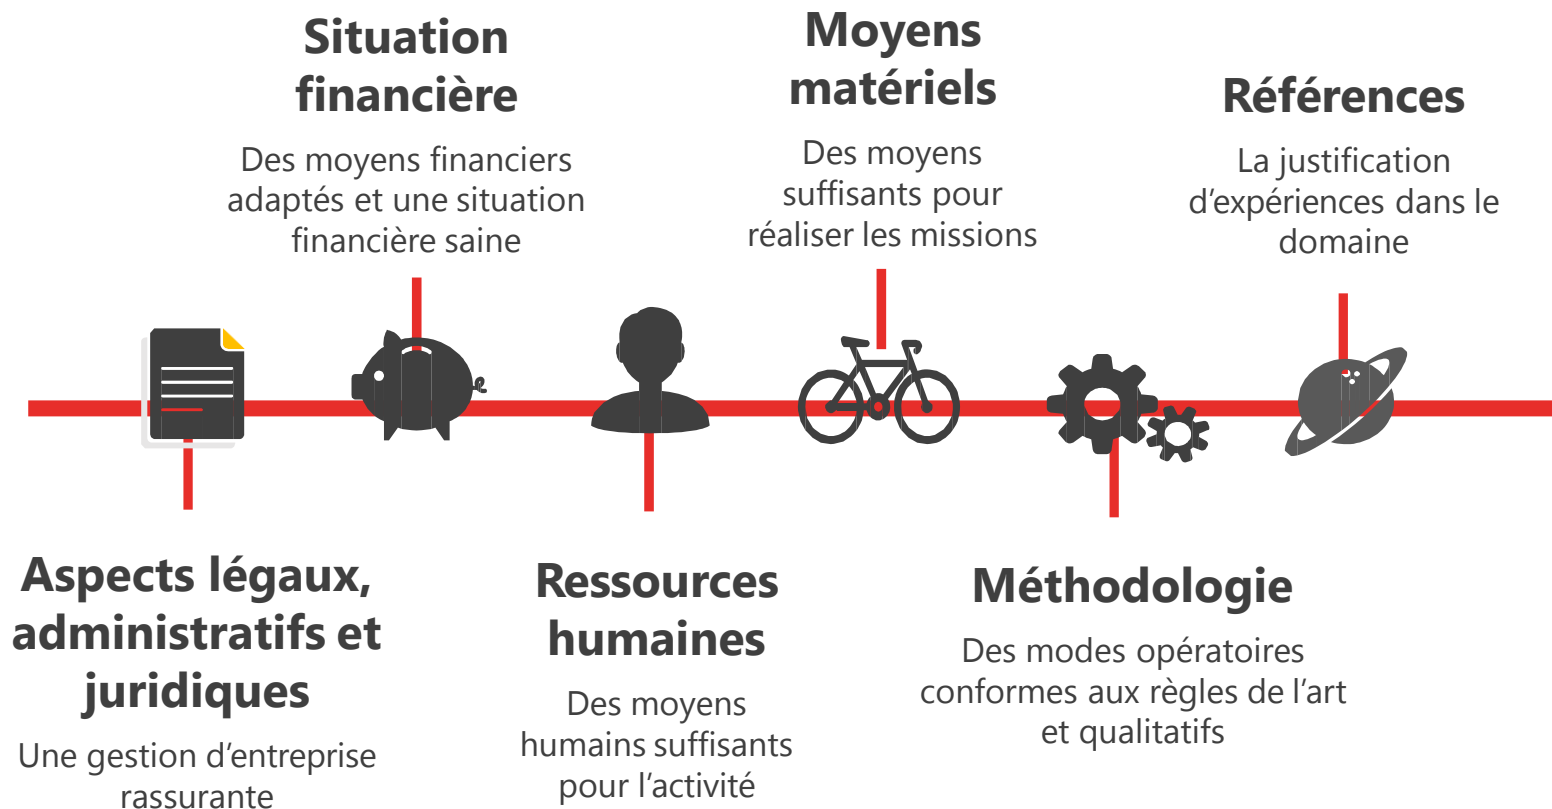 Situation
financière
Des moyens financiers
adaptés et une situation
financière saine
Moyens
matériels
Des moyens
suffisants pour
réaliser les missions
Références
La justification
d’expériences dans le
domaine
Aspects légaux,
administratifs et
juridiques
Une gestion d’entreprise
rassurante
Ressources
humaines
Des moyens
humains suffisants
pour l’activité
Méthodologie
Des modes opératoires
conformes aux règles de l’art
et qualitatifs